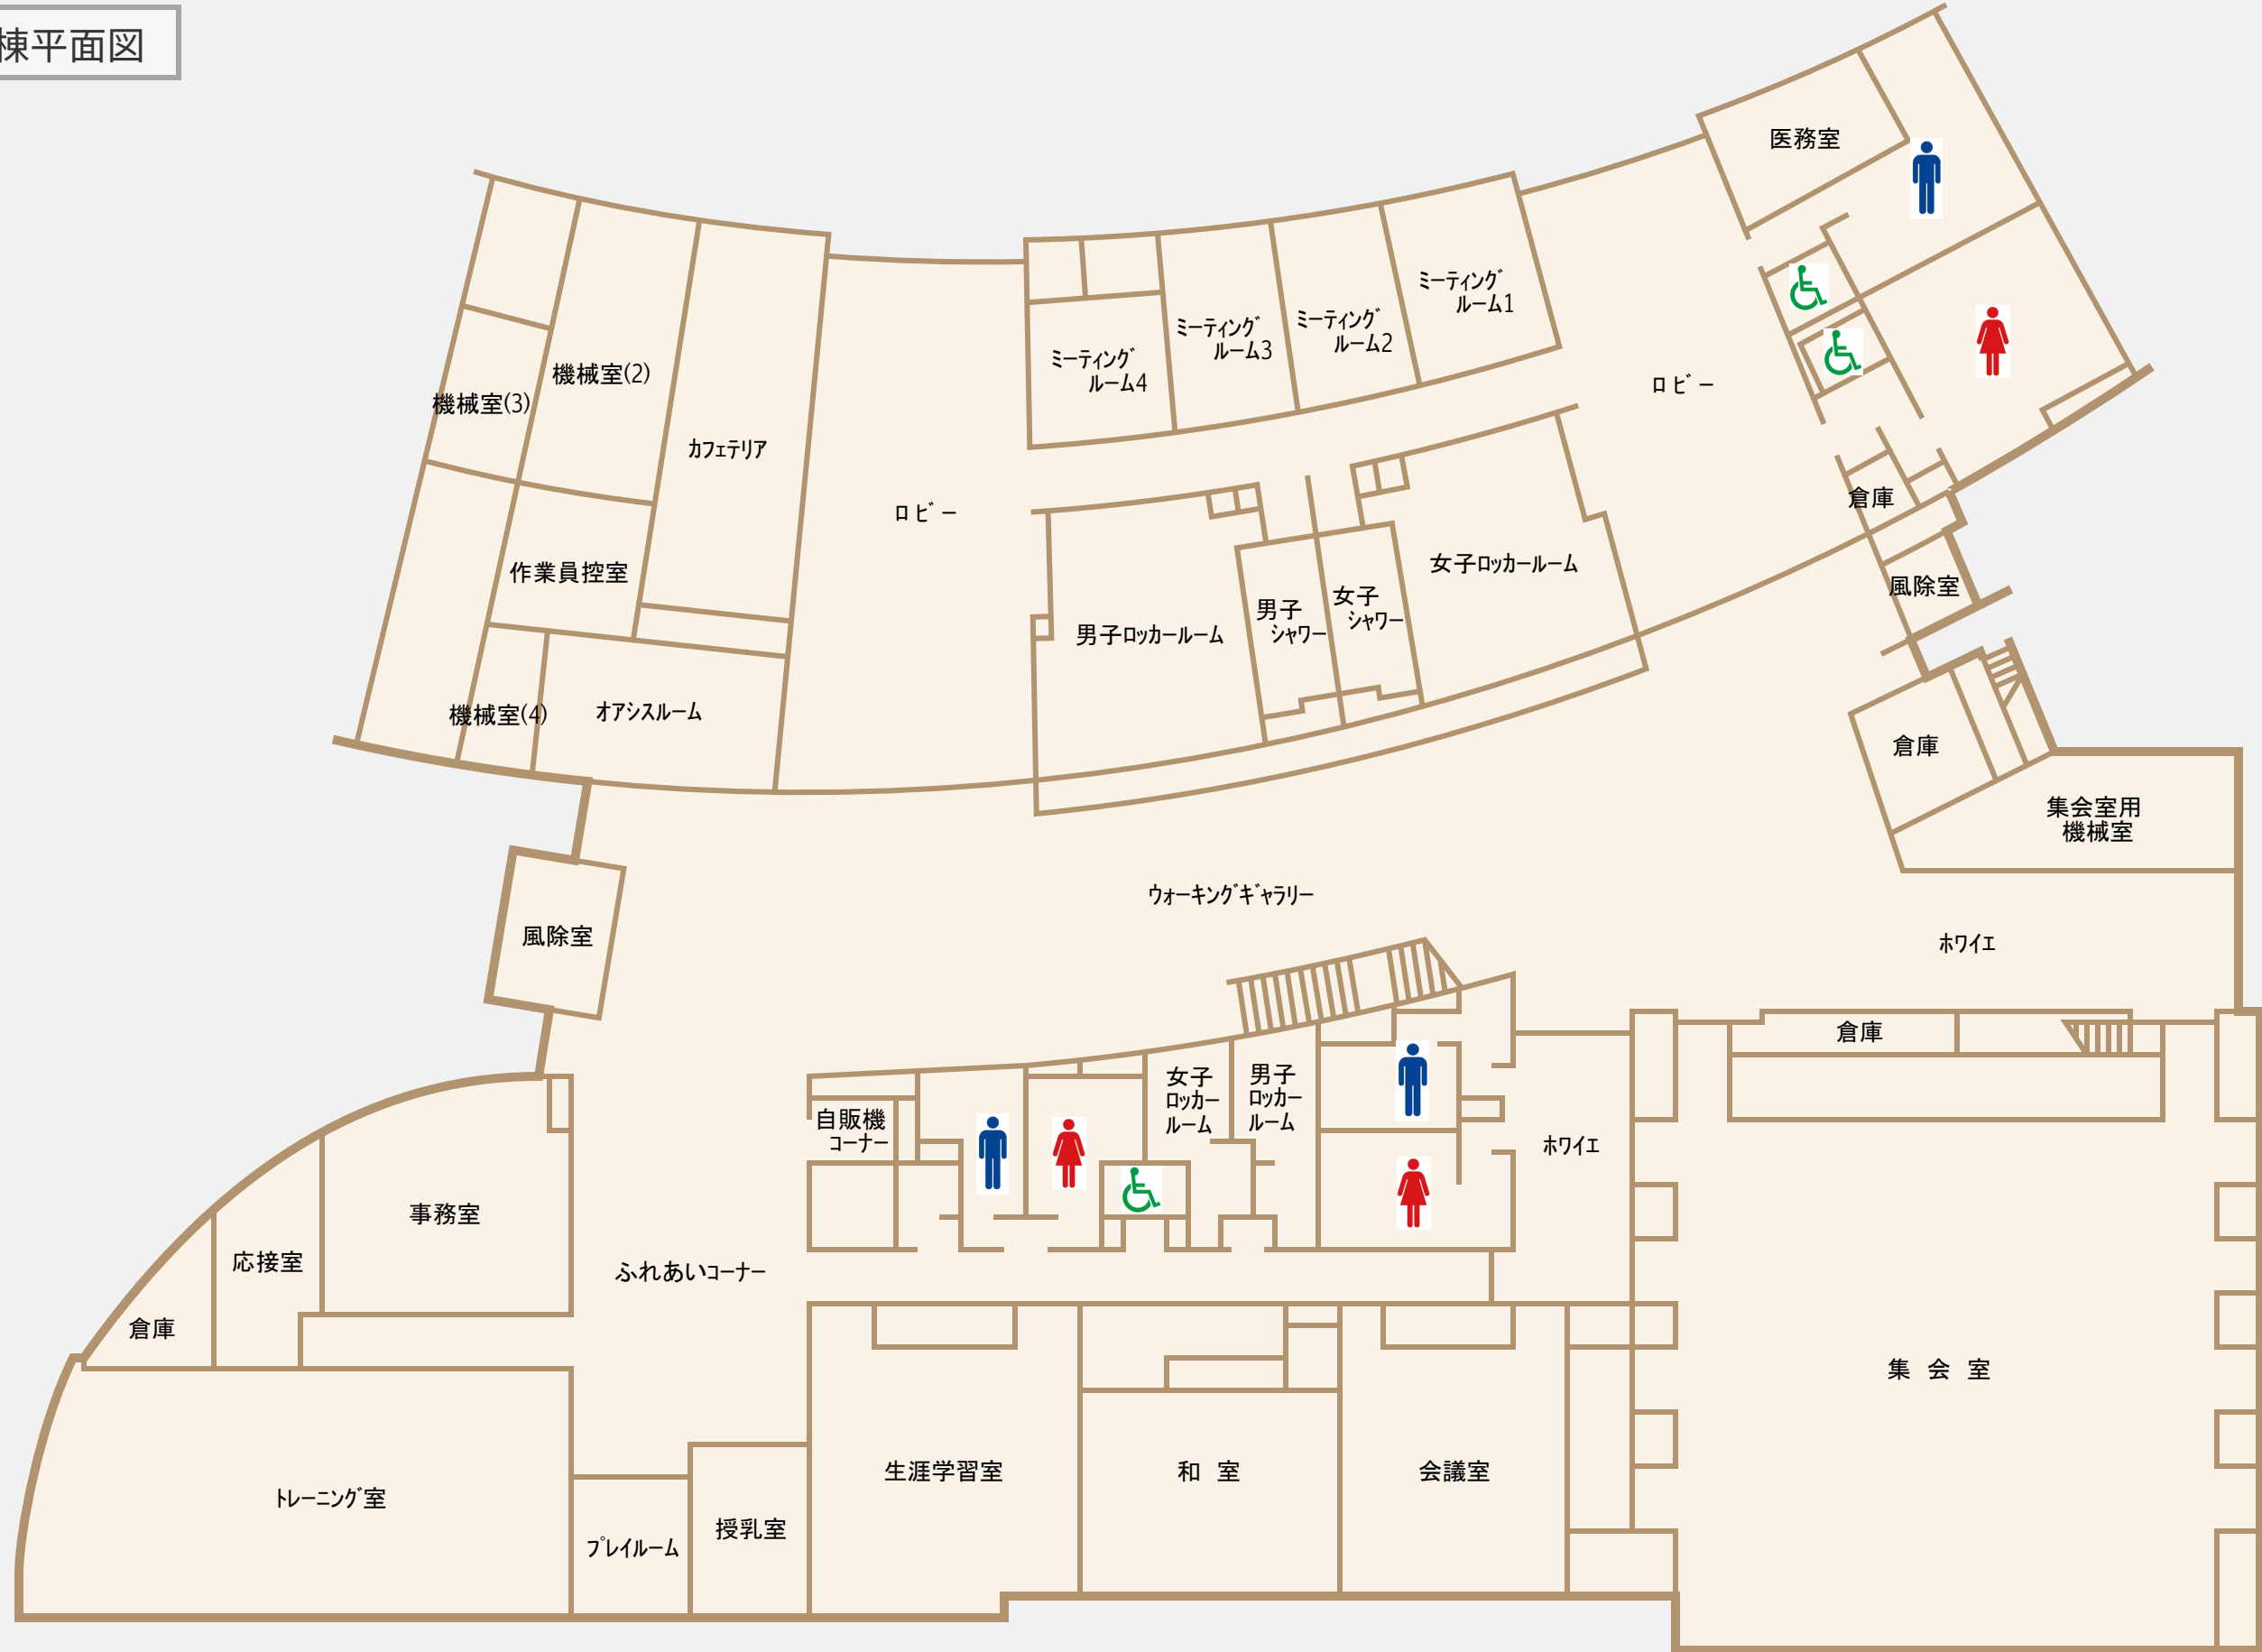 棟平面図
医務室
ﾐｰﾃｨﾝｸﾞ
ﾙｰﾑ1
ﾐｰﾃｨﾝｸﾞ
ﾙｰﾑ2
ﾐｰﾃｨﾝｸﾞ
ﾙｰﾑ3
ﾐｰﾃｨﾝｸﾞ
ﾙｰﾑ4
機械室(2)
機械室(3)
ｶﾌｪﾃﾘｱ
ﾛﾋﾞｰ
ﾛﾋﾞｰ
倉庫
作業員控室
女子ﾛｯｶｰﾙｰﾑ
風除室
女子
ｼｬﾜｰ
男子
ｼｬﾜｰ
男子ﾛｯｶｰﾙｰﾑ
機械室(4)
ｵｱｼｽﾙｰﾑ
倉庫
集会室用
機械室
ｳｫｰｷﾝｸﾞｷﾞｬﾗﾘｰ
風除室
ﾎﾜｲｴ
倉庫
自販機
ｺｰﾅｰ
女子
ﾛｯｶｰ
ﾙｰﾑ
男子
ﾛｯｶｰ
ﾙｰﾑ
ﾎﾜｲｴ
事務室
応接室
ふれあいｺｰﾅｰ
倉庫
集 会 室
生涯学習室
和 室
会議室
ﾄﾚｰﾆﾝｸﾞ室
授乳室
ﾌﾟﾚｲﾙｰﾑ